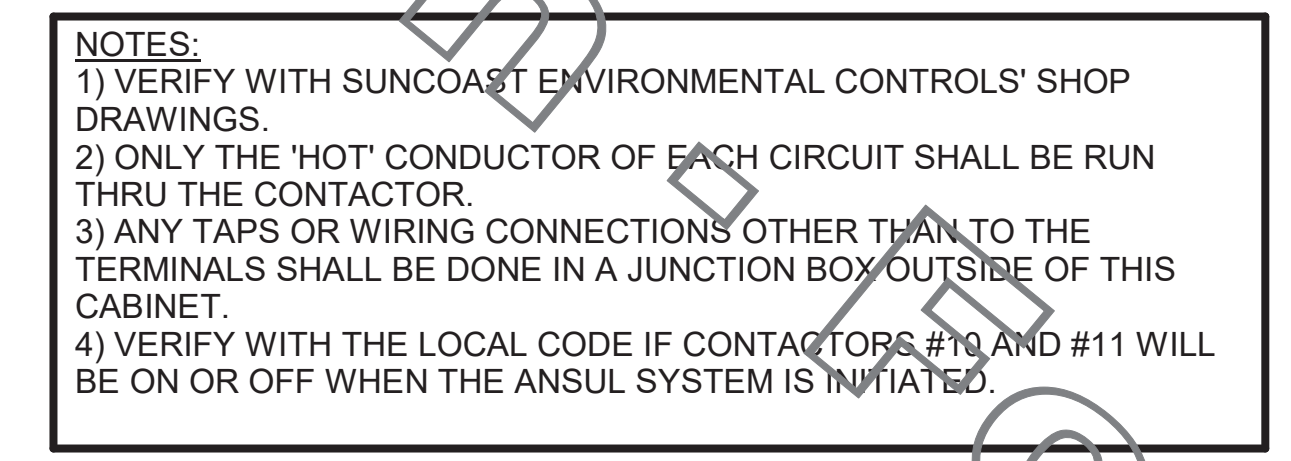 NOTES:
1) VERIFY WITH SUNCOAST ENVIRONMENTAL CONTROLS' SHOP
DRAWINGS.
2) ONLY THE 'HOT' CONDUCTOR OF EACH CIRCUIT SHALL BE RUN
THRU THE CONTACTOR.
3) ANY TAPS OR WIRING CONNECTIONS OTHER THAN TO THE
TERMINALS SHALL BE DONE IN A JUNCTION BOX OUTSIDE OF THIS
CABINET.
4) VERIFY WITH THE LOCAL CODE IF CONTACTORS #10 AND #11 WILL
BE ON OR OFF WHEN THE ANSUL SYSTEM IS INITIATED.